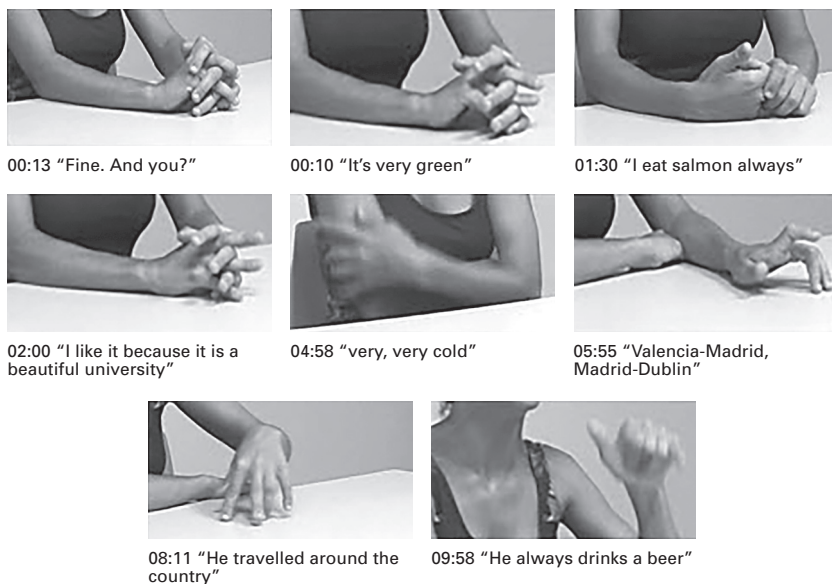 00:13 “Fine. And you?”
00:10 “It’s very green”
01:30 “I eat salmon always”
02:00 “I like it because it is a
beautiful university”
04:58 “very, very cold”
05:55 “Valencia-Madrid,
Madrid-Dublin”
08:11 “He travelled around the
country”
09:58 “He always drinks a beer”